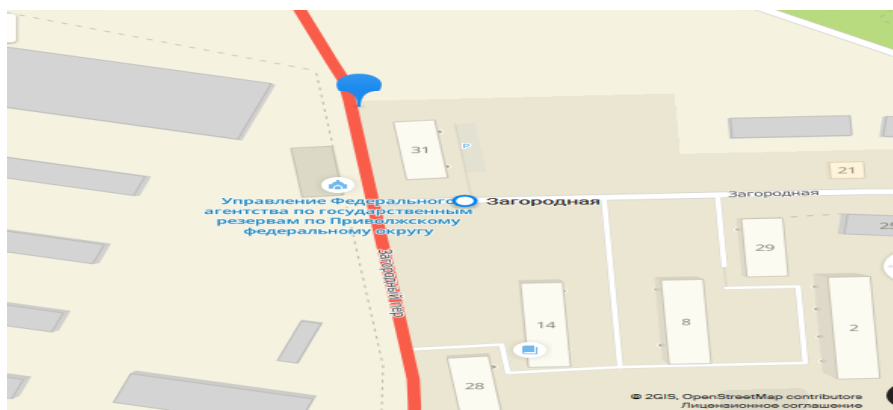 31
P
21
Управление Федерального
агентства по государственным
резервам по Приволжскому
федеральному округу
Загородная
Загородная
29
25
Загородный пер
14
8
2
28
© 2GIS, OpenStreetMap contributors
Лицензионное соглашение